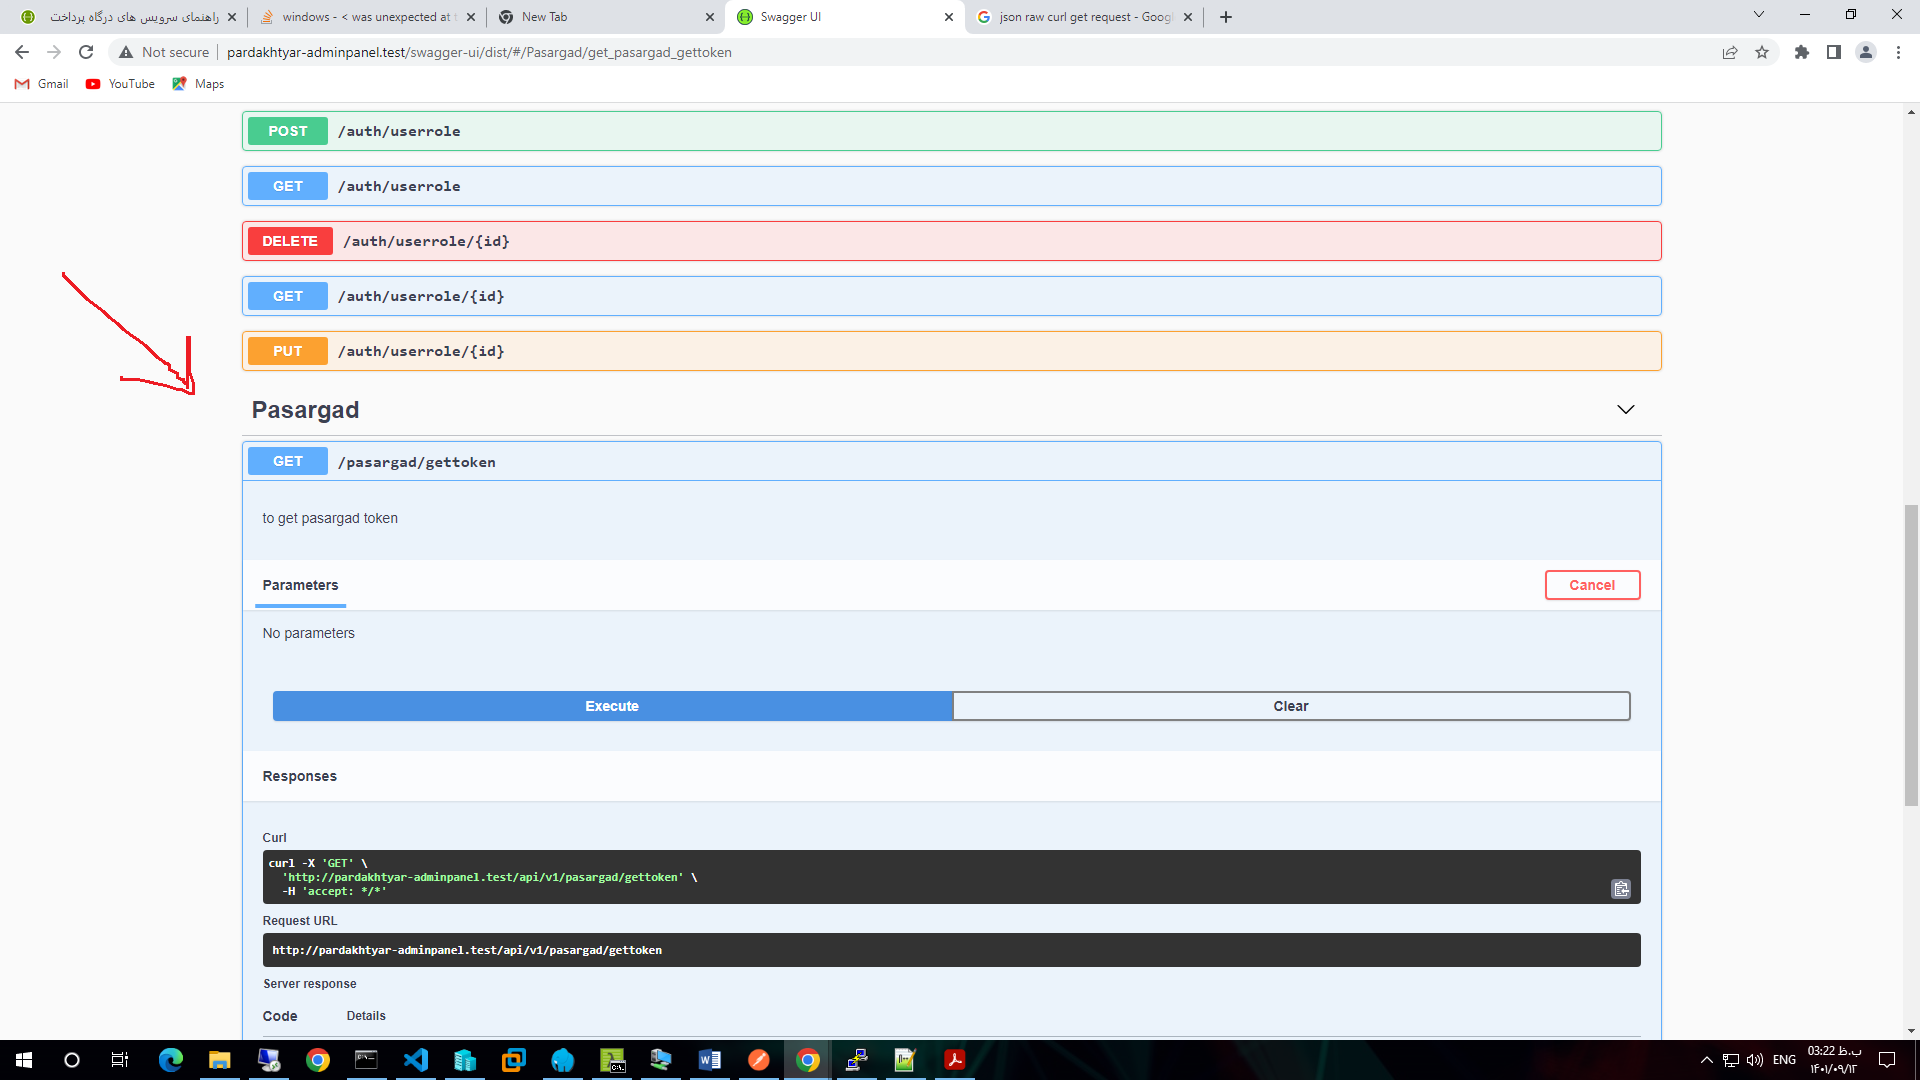 راهنمای سرویس های درگاه پرداخت
windows - < was unexpected at t
New Tab
Swagger UI
json raw curl get request - Goog
Not secure
pardakhtyar-adminpanel.test/swagger-ui/dist/#/Pasargad/get_pasargad_gettoken
Gmail
YouTube
Maps
POST /auth/userrole
GET /auth/userrole
DELETE /auth/userrole/{id}
GET /auth/userrole/{id}
PUT /auth/userrole/{id}
Pasargad
GET /pasargad/gettoken
to get pasargad token
Parameters
Cancel
No parameters
Execute
Clear
Responses
Curl
curl -X 'GET' \
'http://pardakhtyar-adminpanel.test/api/v1/pasargad/gettoken' \
-H 'accept: */*'
Request URL
http://pardakhtyar-adminpanel.test/api/v1/pasargad/gettoken
Server response
Code Details
ENG
03:22 ب.ظ
۱۴۰۱/۰۹/۱۲